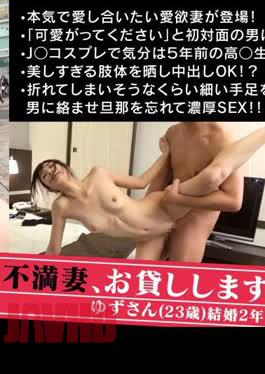 ・本気で愛し合いたい愛欲妻が登場!
・「可愛がってください」と初対面の男に
・J○コスプレで気分は5年前の高○生
・美しすぎる肢体を晒し中出しOK!?
・折れてしまいそうなくらい細い手足を
男に絡ませ旦那を忘れて濃厚SEX!!
不満妻、お貸しします
ゆずさん(23歳)結婚2年